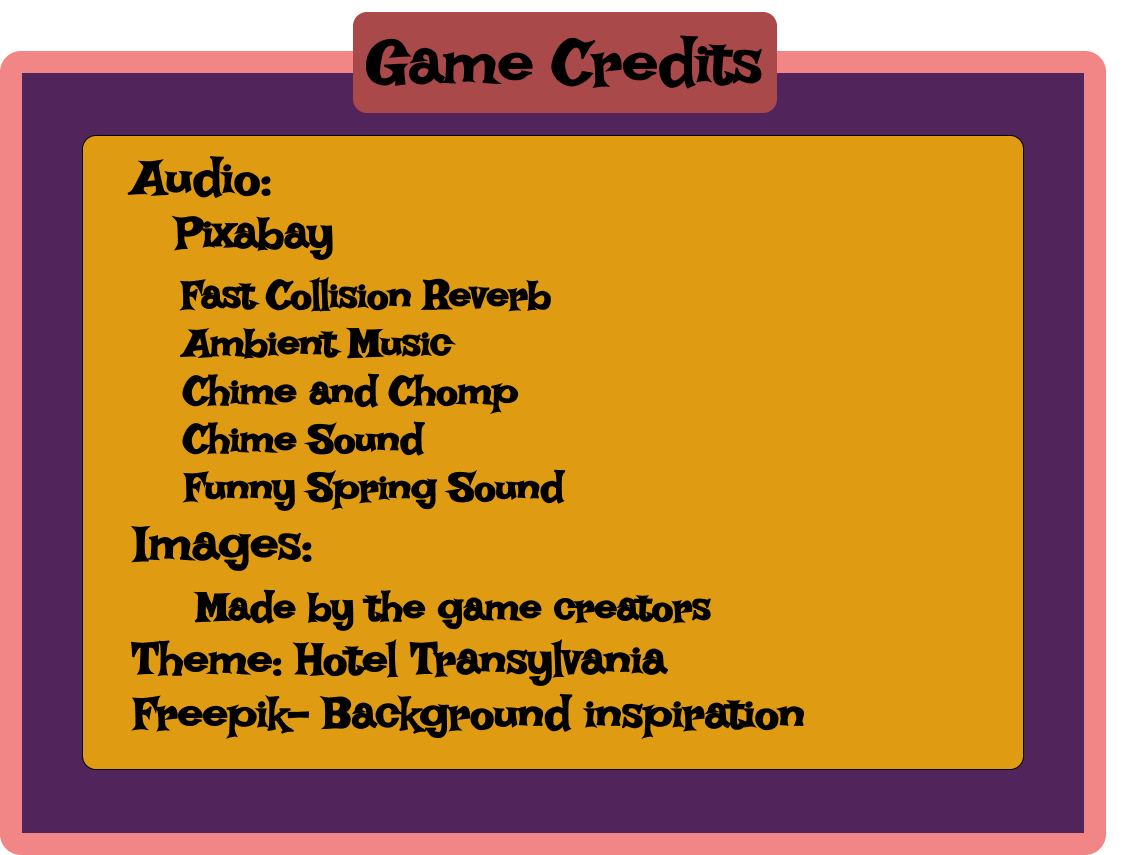 Game Credits
Audio:
Pixabay
Fast Collision Reverb
Ambient Music
Chime and Chomp
Chime Sound
Funny Spring Sound
Images:
Made by the game creators
Theme: Hotel Transylvania
Freepik- Background inspiration